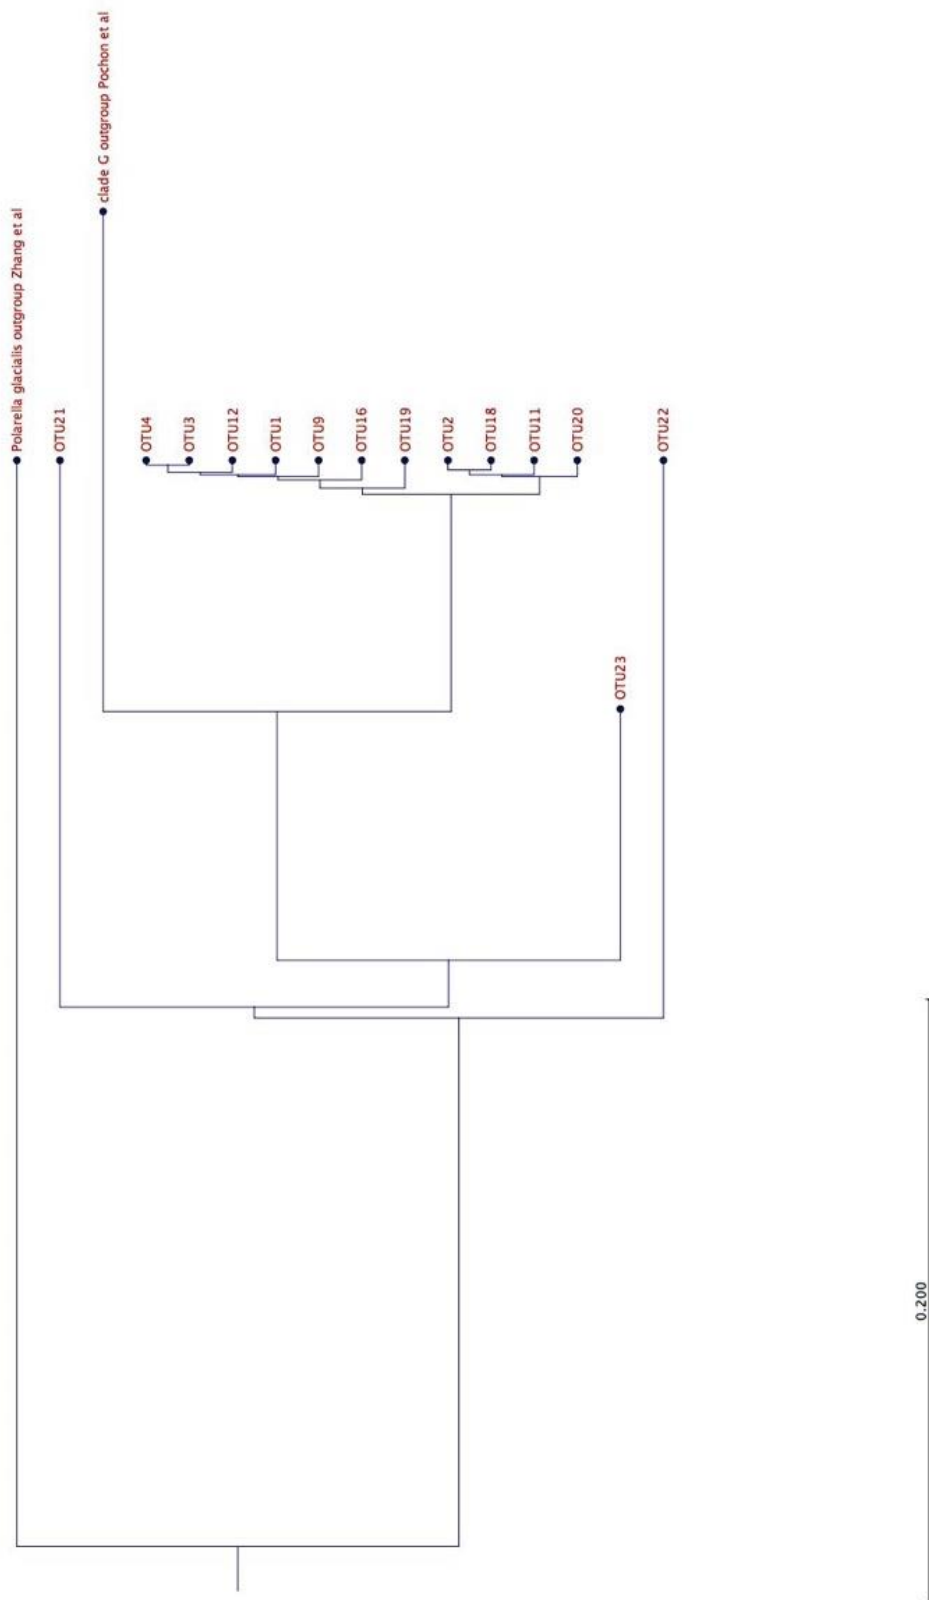 Polarella glacialis outgroup Zhang et al
OTU21
clade G outgroup Pochon et al
OTU4
OTU3
OTU12
OTU1
OTU9
OTU16
OTU19
OTU2
OTU18
OTU11
OTU20
OTU23
OTU22
0.200